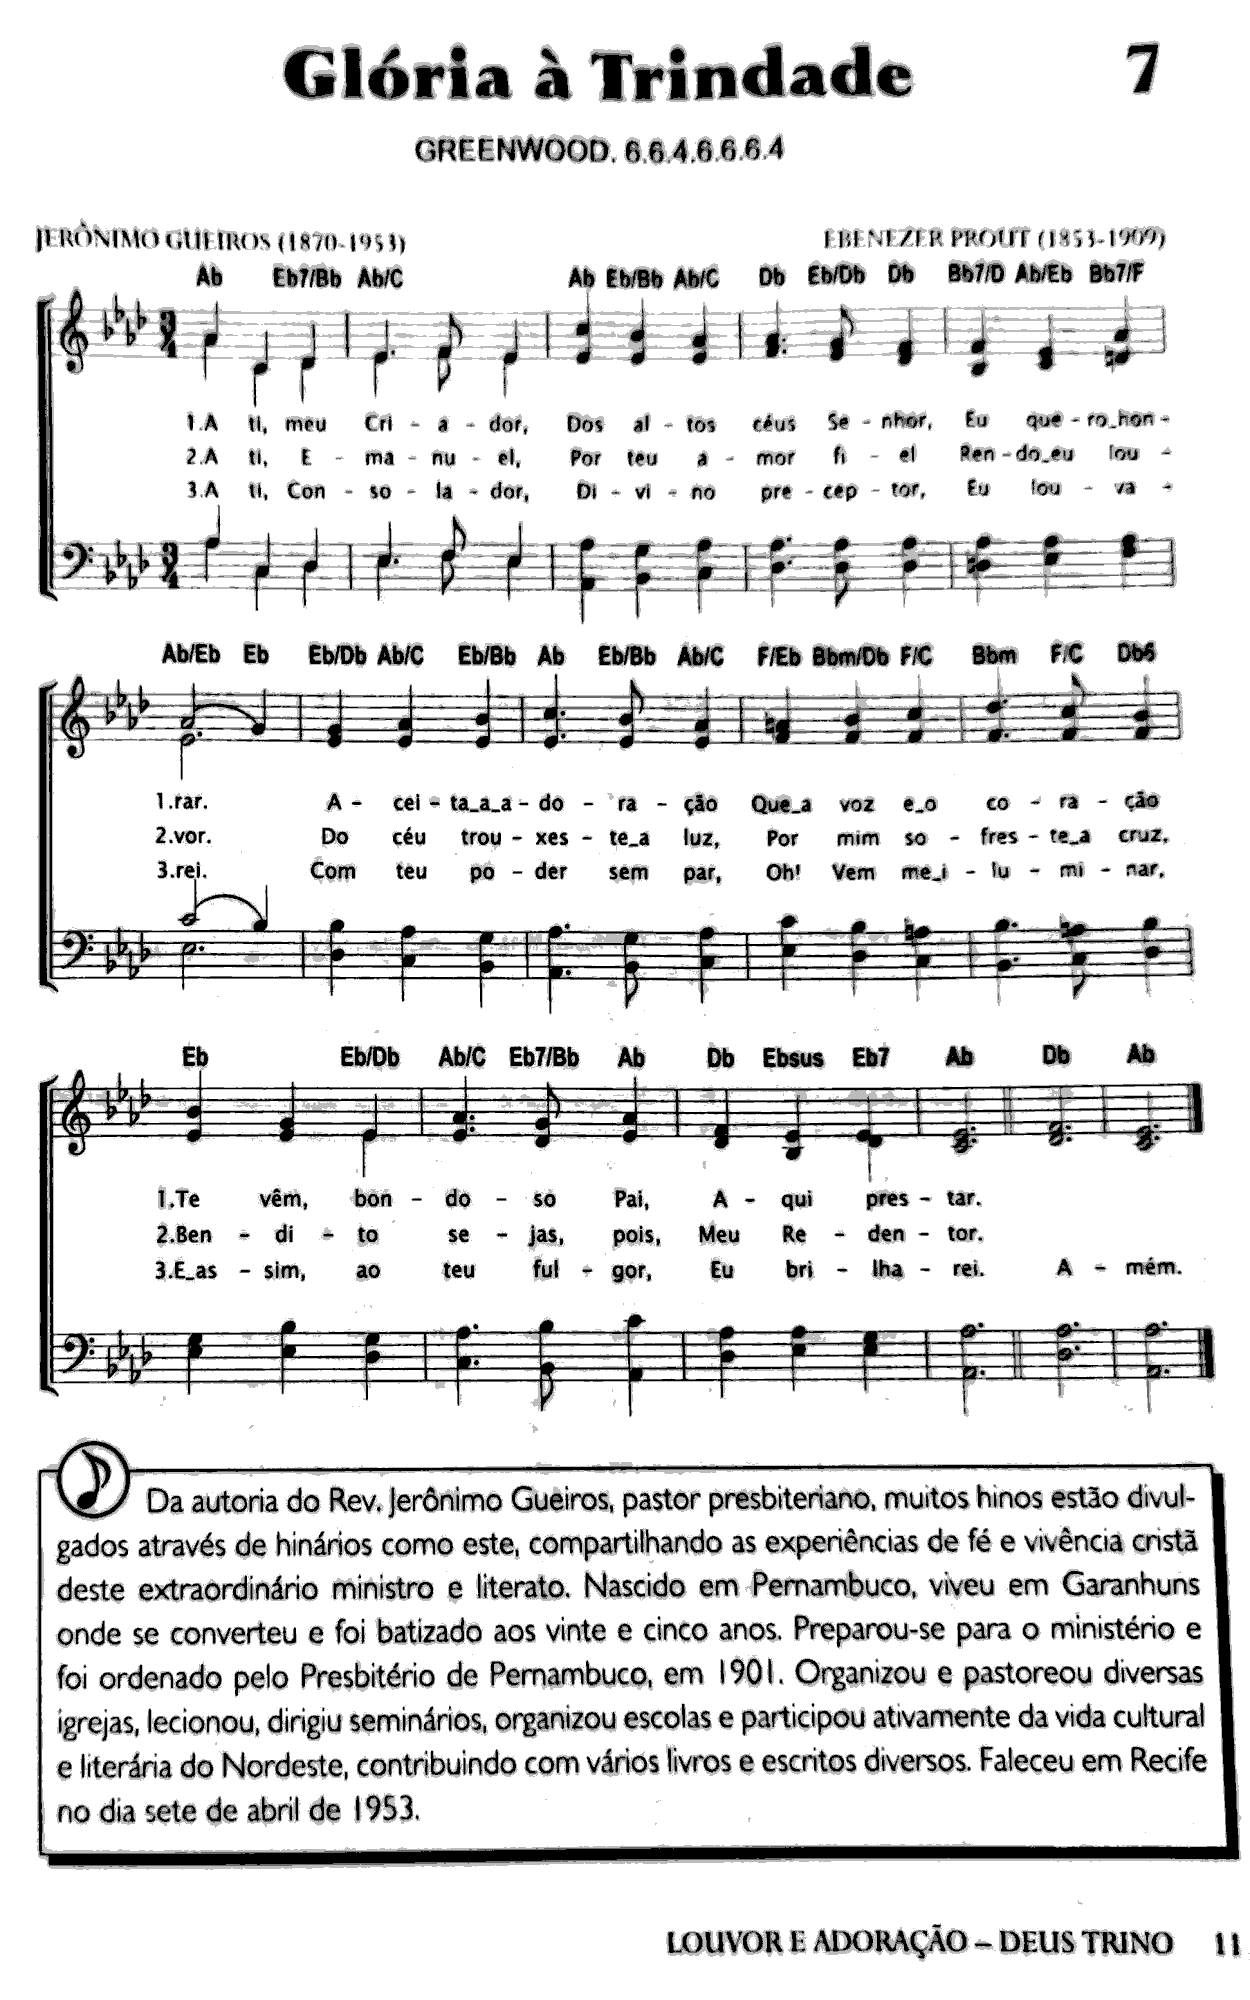 Glória à Trindade 7
GREENWOOD. 6.6.4.6.6.6.4
JERÔNIMO GUEIROS (1870-1953) EBENEZER PROUT (1853-1909)
Ab Eb7/Bb Ab/C Ab Eb/Bb Ab/C Db Eb/Db Db Bb7/D Ab/Eb Bb7/F
1.A ti, meu Cri - a - dor, Dos al - tos céus Se - nhor, Eu que - ro_hon -
2.A ti, E - ma - nu - el, Por teu a - mor fi - el Ren - do_eu lou -
3.A ti, Con - so - la - dor, Di - vi - no pre - cep - tor, Eu lou - va -
Ab/Eb Eb Eb/Db Ab/C Eb/Bb Ab Eb/Bb Ab/C F/Eb Bbm/Db F/C Bbm F/C Db6
1.rar. A - cei - ta_a_a - do - ra - ção Que_a voz e_o co - ra - ção
2.vor. Do céu trou - xes - te_a luz, Por mim so - fres - te_a cruz,
3.rei. Com teu po - der sem par, Oh! Vem me_i - lu - mi - nar,
Eb Eb/Db Ab/C Eb7/Bb Ab Db Ebsus Eb7 Ab Db Ab
1.Te vêm, bon - do - so Pai, A - qui pres - tar.
2.Ben - di - to se - jas, pois, Meu Re - den - tor.
3.E_as - sim, ao teu ful - gor, Eu bri - lha - rei. A - mém.
Da autoria do Rev. Jerônimo Gueiros, pastor presbiteriano, muitos hinos estão divul-
gados através de hinários como este, compartilhando as experiências de fé e vivência cristã
deste extraordinário ministro e literato. Nascido em Pernambuco, viveu em Garanhuns
onde se converteu e foi batizado aos vinte e cinco anos. Preparou-se para o ministério e
foi ordenado pelo Presbitério de Pernambuco, em 1901. Organizou e pastoreou diversas
igrejas, lecionou, dirigiu seminários, organizou escolas e participou ativamente da vida cultural
e literária do Nordeste, contribuindo com vários livros e escritos diversos. Faleceu em Recife
no dia sete de abril de 1953.
LOUVOR E ADORAÇÃO – DEUS TRINO 11